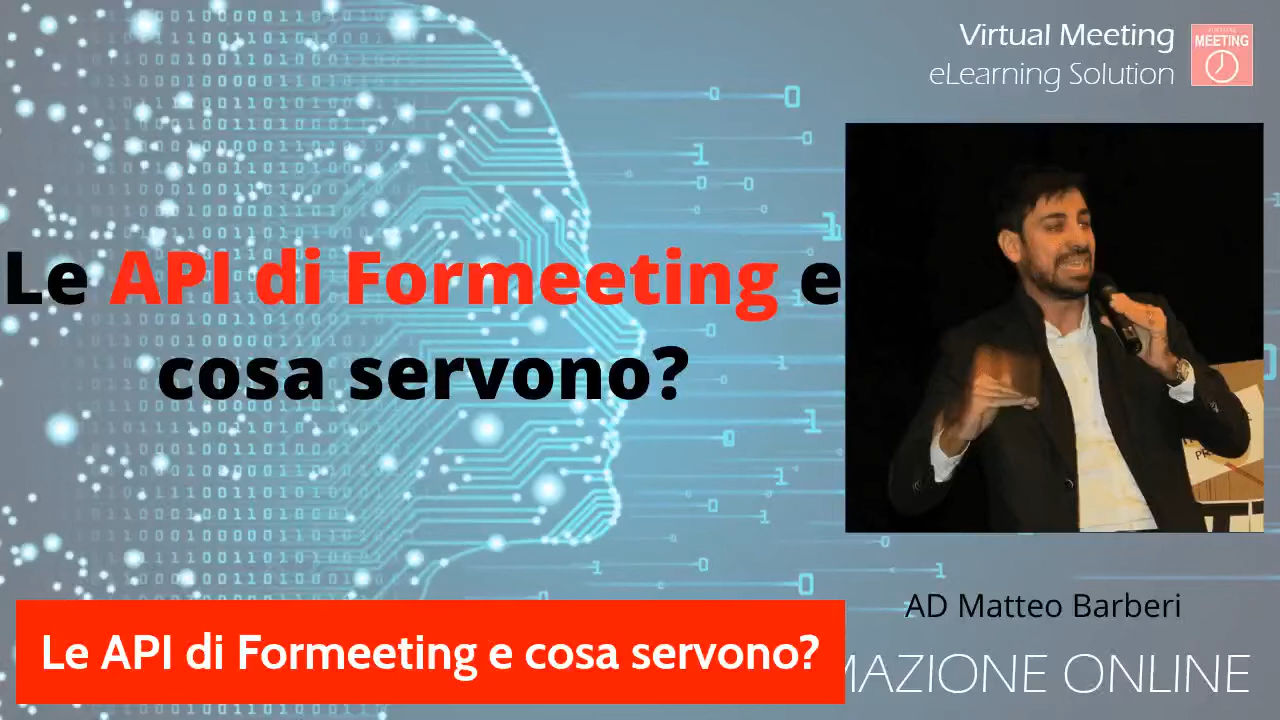 Virtual Meeting
eLearning Solution
VIRTUAL
MEETING
Le API di Formeeting e
cosa servono?
AD Matteo Barberi
Le API di Formeeting e cosa servono?
MAZIONE ONLINE